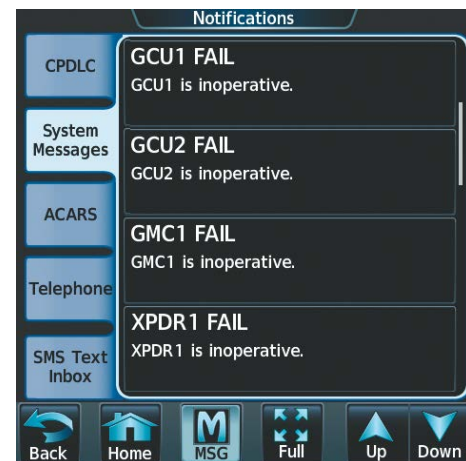 Notifications
CPDLC
System
Messages
ACARS
Telephone
SMS Text
Inbox
GCU1 FAIL
GCU1 is inoperative.
GCU2 FAIL
GCU2 is inoperative.
GMC1 FAIL
GMC1 is inoperative.
XPDR1 FAIL
XPDR1 is inoperative.
Back
Home
M
MSG
Full
Up
Down